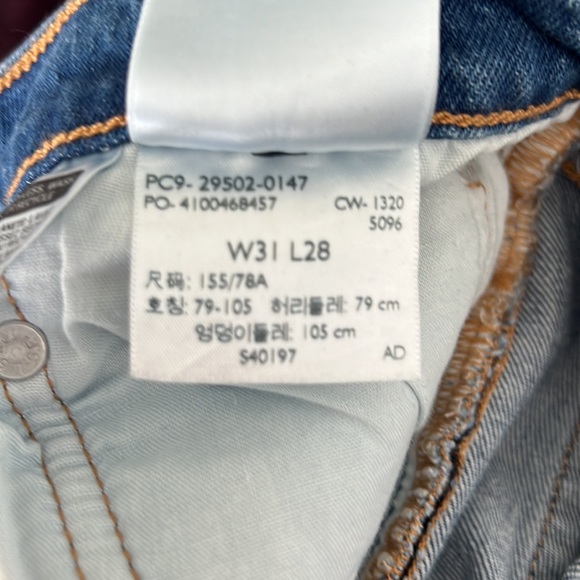 PC9- 29502-0147
PO- 4100468457 CW- 1320
5096
W31 L28
尺码: 155/78A
호칭: 79-105 허리둘레: 79 cm
엉덩이둘레: 105 cm
S40197 AD